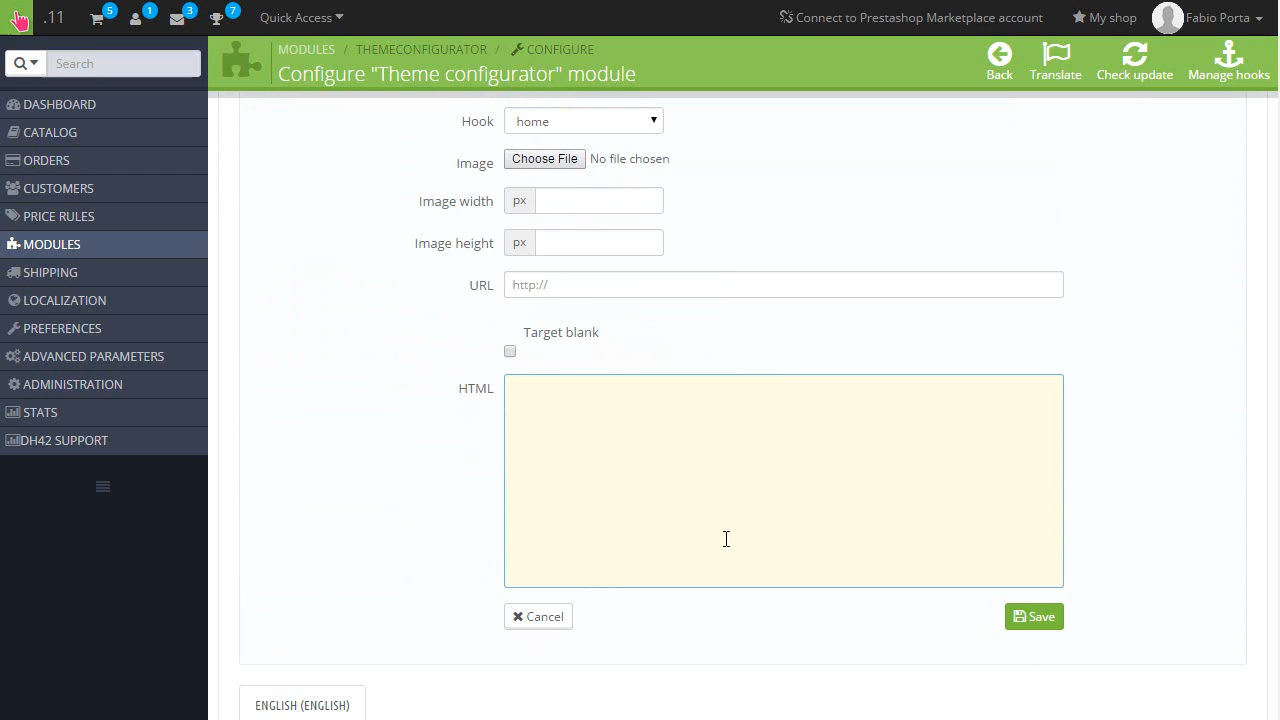 .11 5 1 3 7 Quick Access Connect to Prestashop Marketplace account My shop Fabio Porta
Search
MODULES / THEMECONFIGURATOR / CONFIGURE
Configure "Theme configurator" module
Back Translate Check update Manage hooks
DASHBOARD
CATALOG
ORDERS
CUSTOMERS
PRICE RULES
MODULES
SHIPPING
LOCALIZATION
PREFERENCES
ADVANCED PARAMETERS
ADMINISTRATION
STATS
DH42 SUPPORT
Hook home
Image Choose File No file chosen
Image width px
Image height px
URL http://
Target blank
HTML
Cancel Save
ENGLISH (ENGLISH)